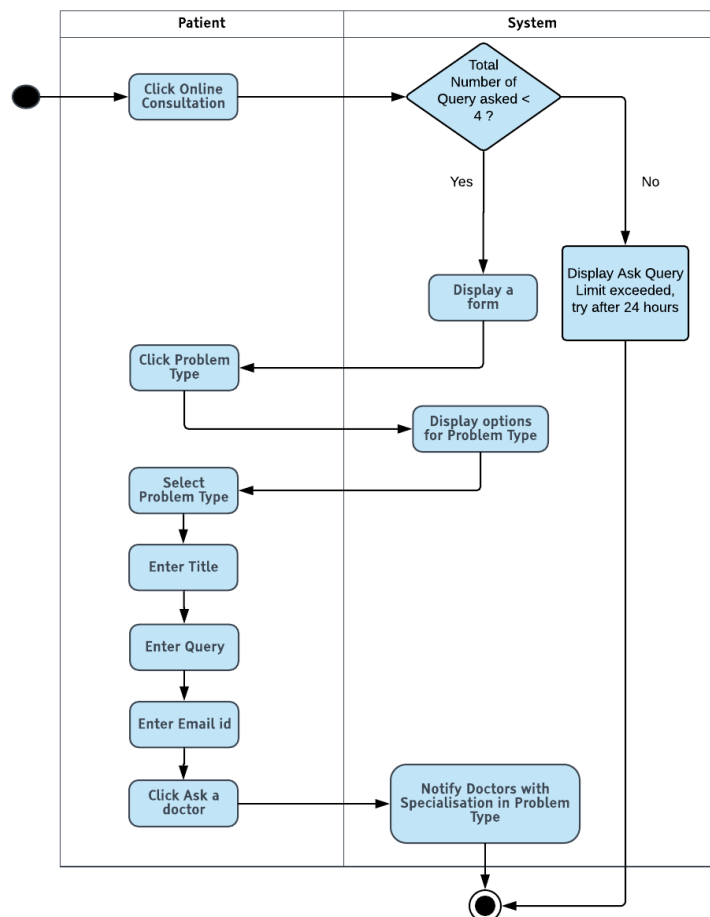 Patient
System
Click Online
Consultation
Total
Number of
Query asked <
4 ?
Yes
No
Display a
form
Display Ask Query
Limit exceeded,
try after 24 hours
Click Problem
Type
Display options
for Problem Type
Select
Problem Type
Enter Title
Enter Query
Enter Email id
Click Ask a
doctor
Notify Doctors with
Specialisation in Problem
Type